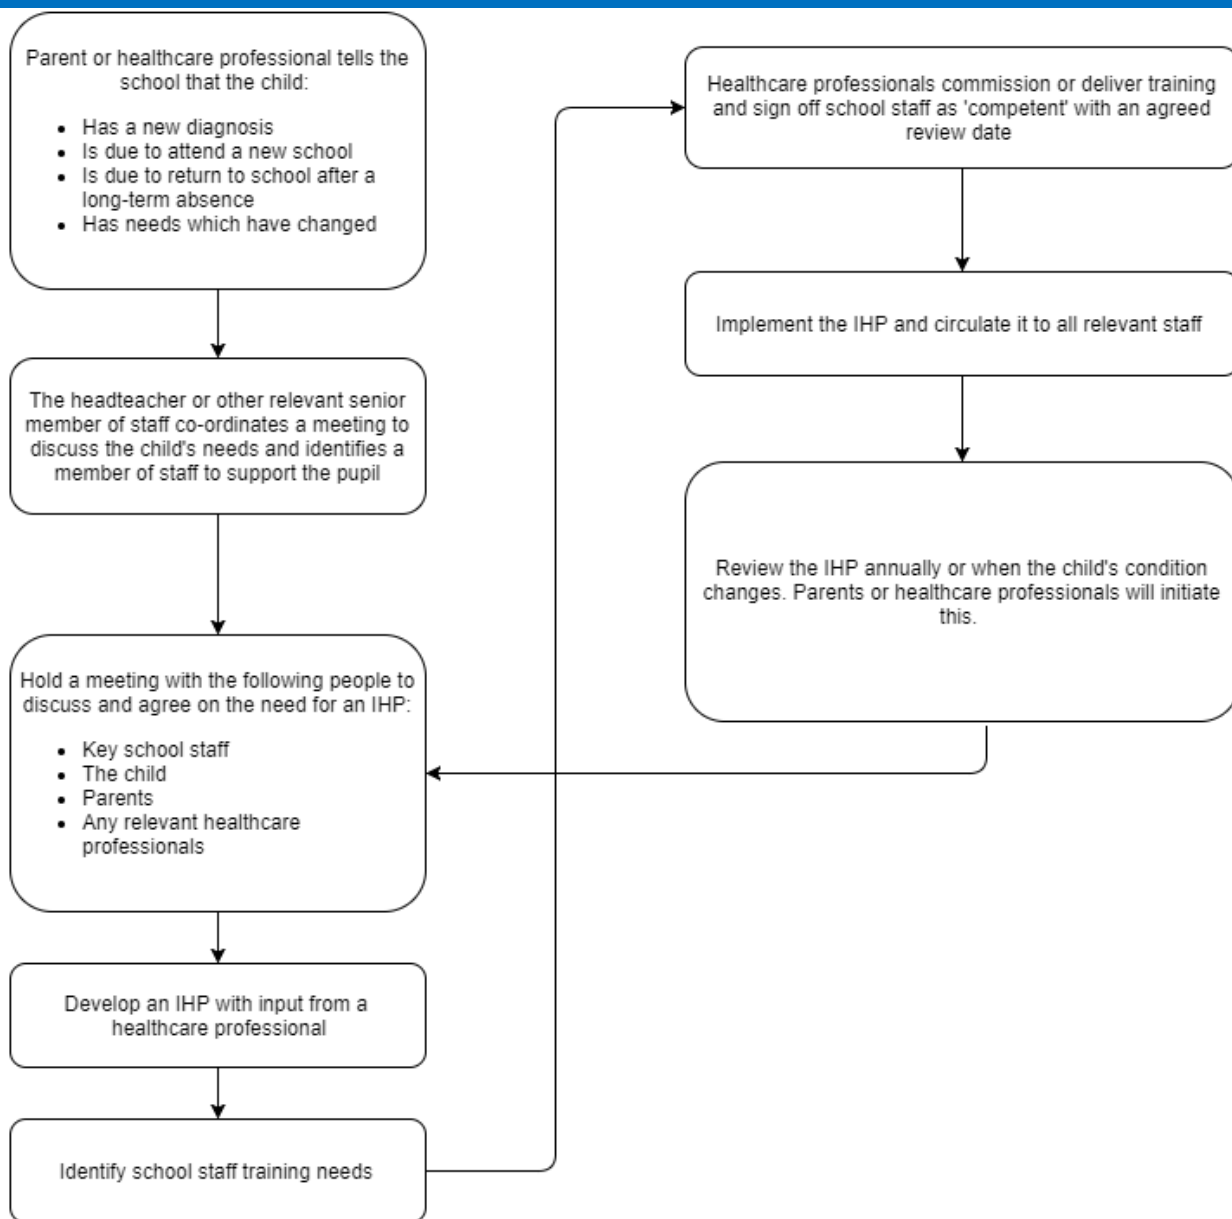 Parent or healthcare professional tells the
school that the child:
• Has a new diagnosis
• Is due to attend a new school
• Is due to return to school after a
long-term absence
• Has needs which have changed
The headteacher or other relevant senior
member of staff co-ordinates a meeting to
discuss the child's needs and identifies a
member of staff to support the pupil
Hold a meeting with the following people to
discuss and agree on the need for an IHP:
• Key school staff
• The child
• Parents
• Any relevant healthcare
professionals
Develop an IHP with input from a
healthcare professional
Identify school staff training needs
Healthcare professionals commission or deliver training
and sign off school staff as 'competent' with an agreed
review date
Implement the IHP and circulate it to all relevant staff
Review the IHP annually or when the child's condition
changes. Parents or healthcare professionals will initiate
this.